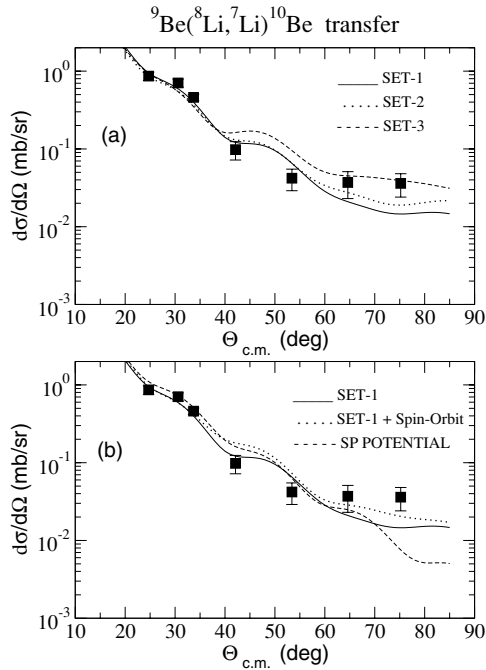 ⁹Be(⁸Li,⁷Li)¹⁰Be transfer
10⁰
10⁻¹
10⁻²
10⁻³
dσ/dΩ (mb/sr)
(a)
SET-1
SET-2
SET-3
10 20 30 40 50 60 70 80 90
Θc.m. (deg)
10⁰
10⁻¹
10⁻²
10⁻³
dσ/dΩ (mb/sr)
(b)
SET-1
SET-1 + Spin-Orbit
SP POTENTIAL
10 20 30 40 50 60 70 80 90
Θc.m. (deg)